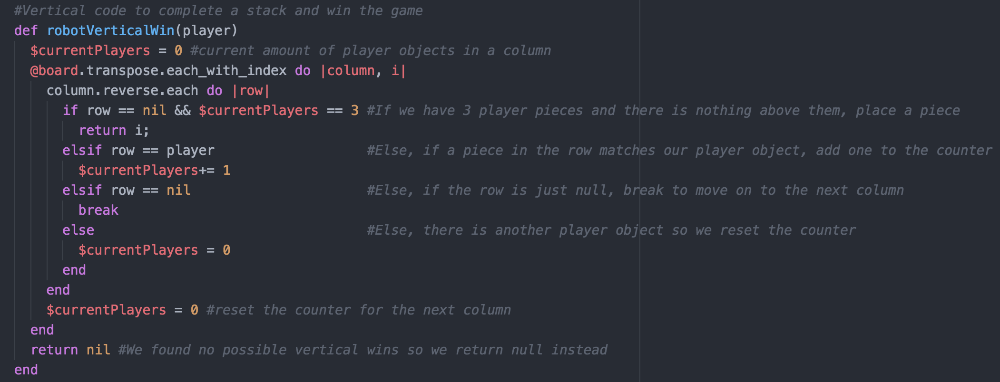 #Vertical code to complete a stack and win the game
def robotVerticalWin(player)
  $currentPlayers = 0 #current amount of player objects in a column
  @board.transpose.each_with_index do |column, i|
    column.reverse.each do |row|
      if row == nil && $currentPlayers == 3 #If we have 3 player pieces and there is nothing above them, place a piece
        return i;
      elsif row == player                   #Else, if a piece in the row matches our player object, add one to the counter
        $currentPlayers+= 1
      elsif row == nil                      #Else, if the row is just null, break to move on to the next column
        break
      else                                  #Else, there is another player object so we reset the counter
        $currentPlayers = 0
      end
    end
    $currentPlayers = 0 #reset the counter for the next column
  end
  return nil #We found no possible vertical wins so we return null instead
end